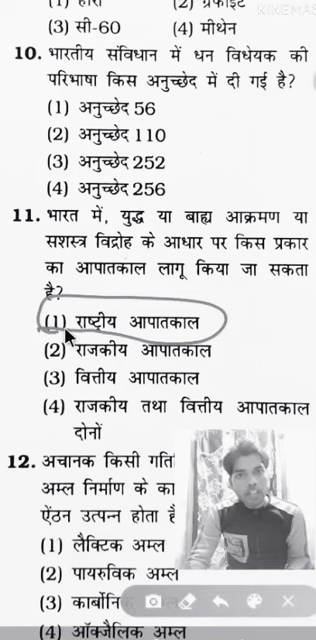 (2) ग्रेफाइट
KINEMAS
(3) सी-60 (4) मीथेन
10. भारतीय संविधान में धन विधेयक की
परिभाषा किस अनुच्छेद में दी गई है?
(1) अनुच्छेद 56
(2) अनुच्छेद 110
(3) अनुच्छेद 252
(4) अनुच्छेद 256
11. भारत में, युद्ध या बाह्य आक्रमण या
सशस्त्र विद्रोह के आधार पर किस प्रकार
का आपातकाल लागू किया जा सकता
है?
(1) राष्ट्रीय आपातकाल
(2) राजकीय आपातकाल
(3) वित्तीय आपातकाल
(4) राजकीय तथा वित्तीय आपातकाल
दोनों
12. अचानक किसी गति
अम्ल निर्माण के का
ऐंठन उत्पन्न होता है
(1) लैक्टिक अम्ल
(2) पायरुविक अम्ल
(3) कार्बोनि
(4) ऑक्जैलिक अम्ल